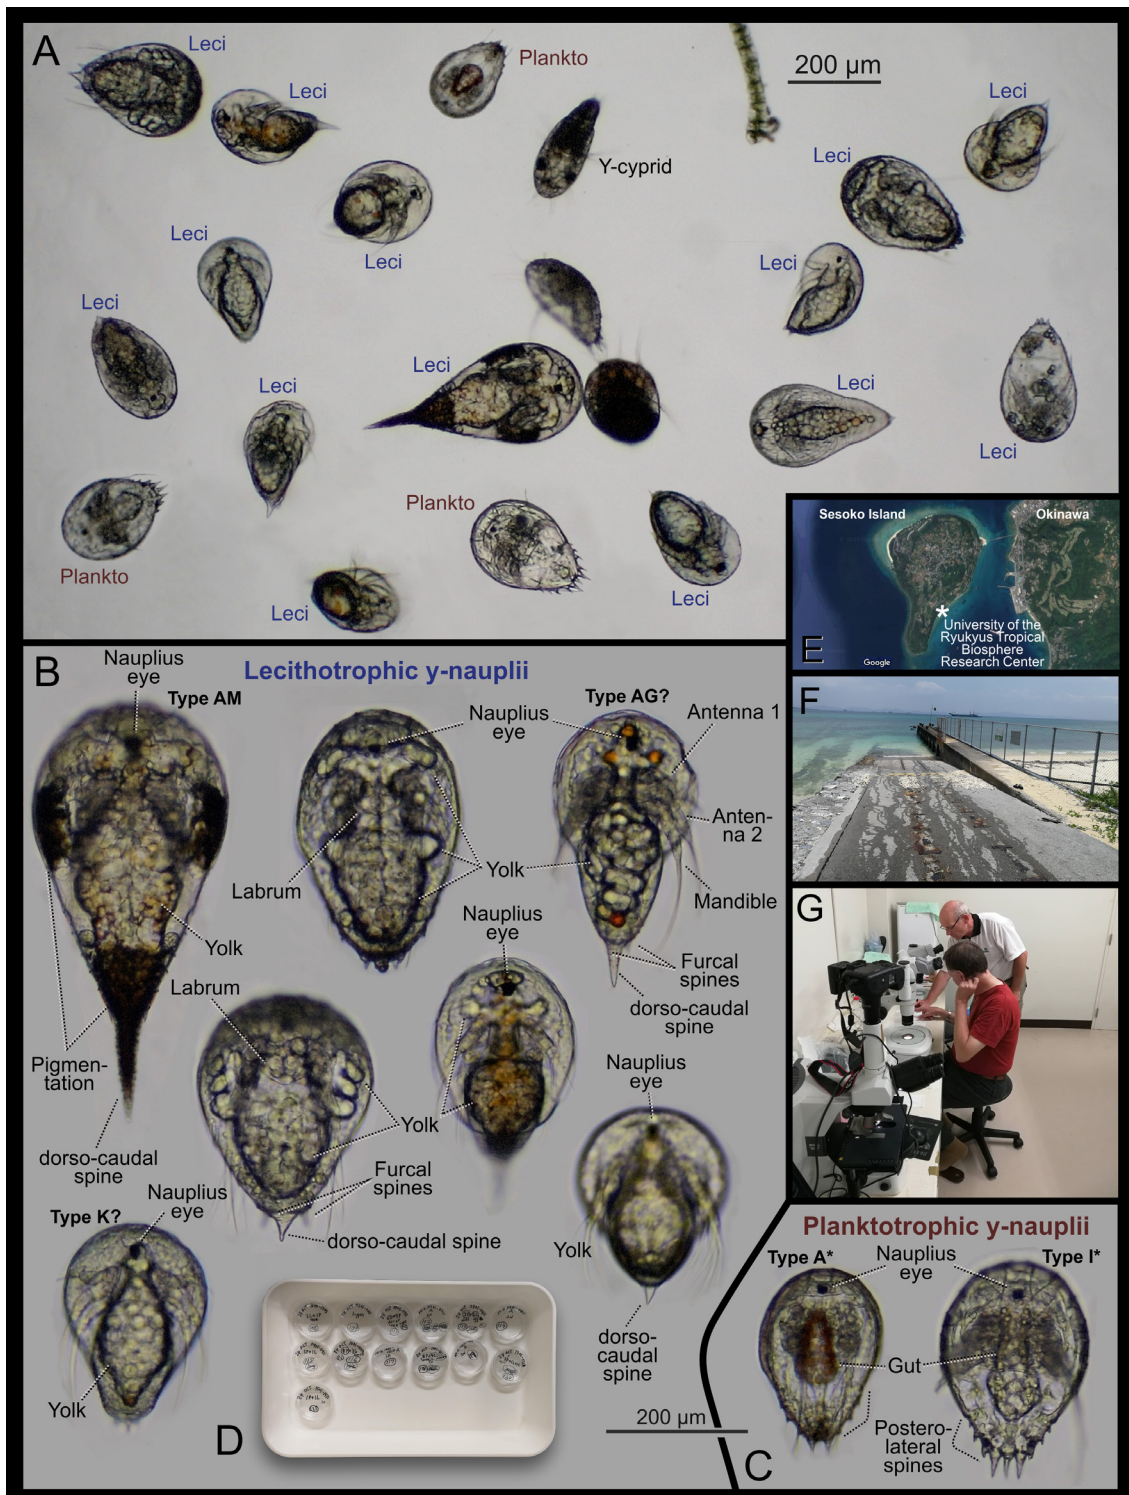 A
Leci
Leci
Plankto
200 µm
Leci
Y-cyprid
Leci
Leci
Leci
Leci
Leci
Leci
Leci
Leci
Leci
Plankto
Plankto
Leci
Leci
Sesoko Island
Okinawa
*
University of the
Ryukyus Tropical
Biosphere
Research Center
E
Google
B
Nauplius
eye
Lecithotrophic y-nauplii
Type AM
Type AG?
Nauplius
eye
Antenna 1
Anten-
na 2
Labrum
Yolk
Mandible
Nauplius
eye
Yolk
Labrum
Furcal
spines
dorso-caudal
spine
Pigmen-
tation
Nauplius
eye
Yolk
dorso-caudal
spine
Furcal
spines
Nauplius
eye
Type K?
dorso-caudal spine
Yolk
dorso-
caudal
spine
Yolk
D
200 µm
F
G
Planktotrophic y-nauplii
Type A*
Nauplius
eye
Type I*
Gut
Postero-
lateral
spines
C